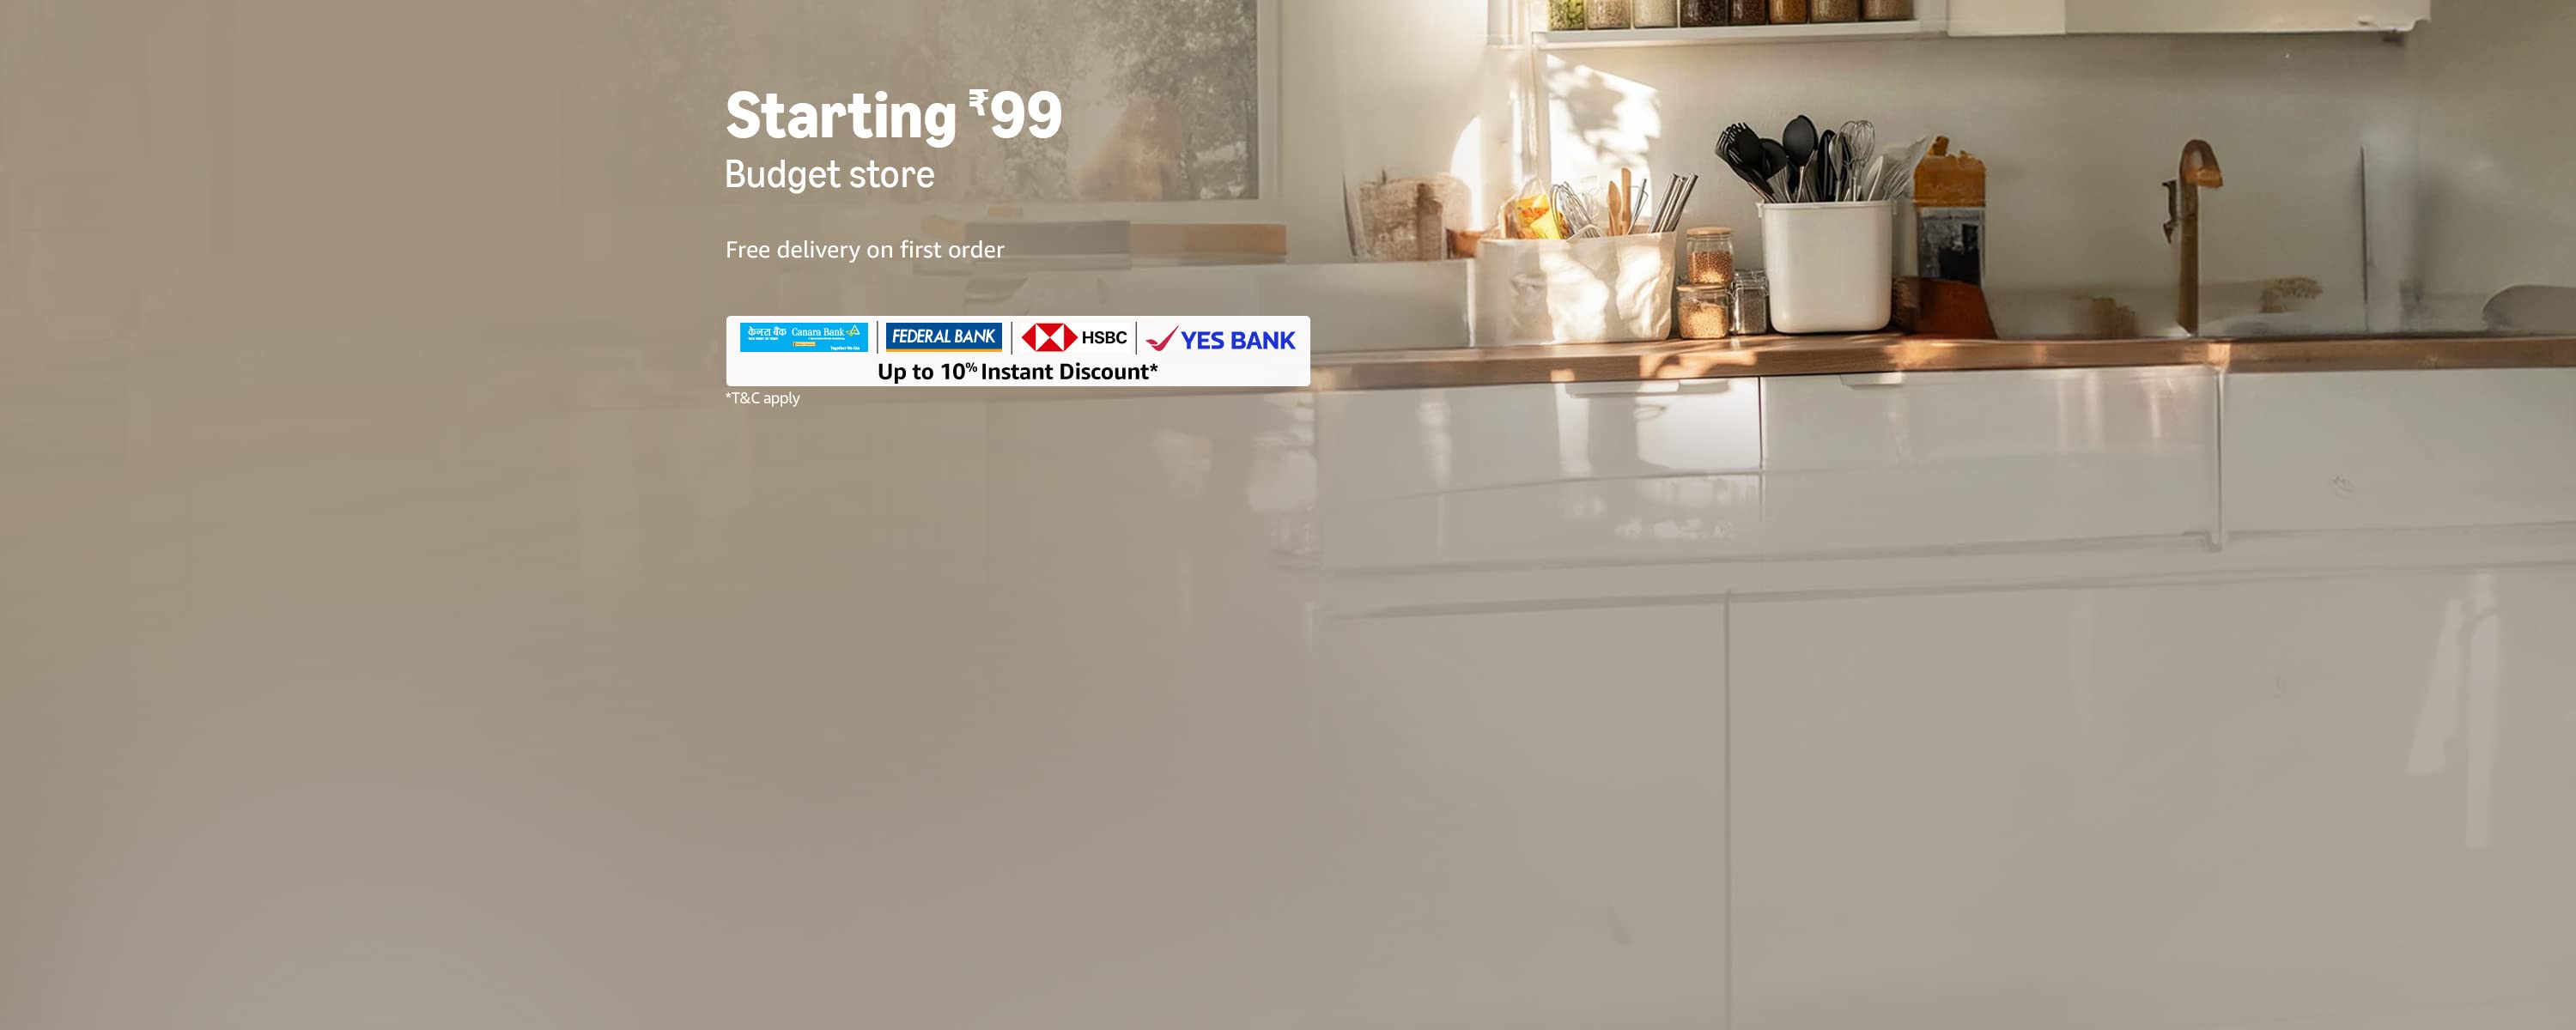 Starting ₹99
Budget store
Free delivery on first order
केनरा बैंक Canara Bank
FEDERAL BANK
HSBC
YES BANK
Up to 10% Instant Discount*
*T&C apply